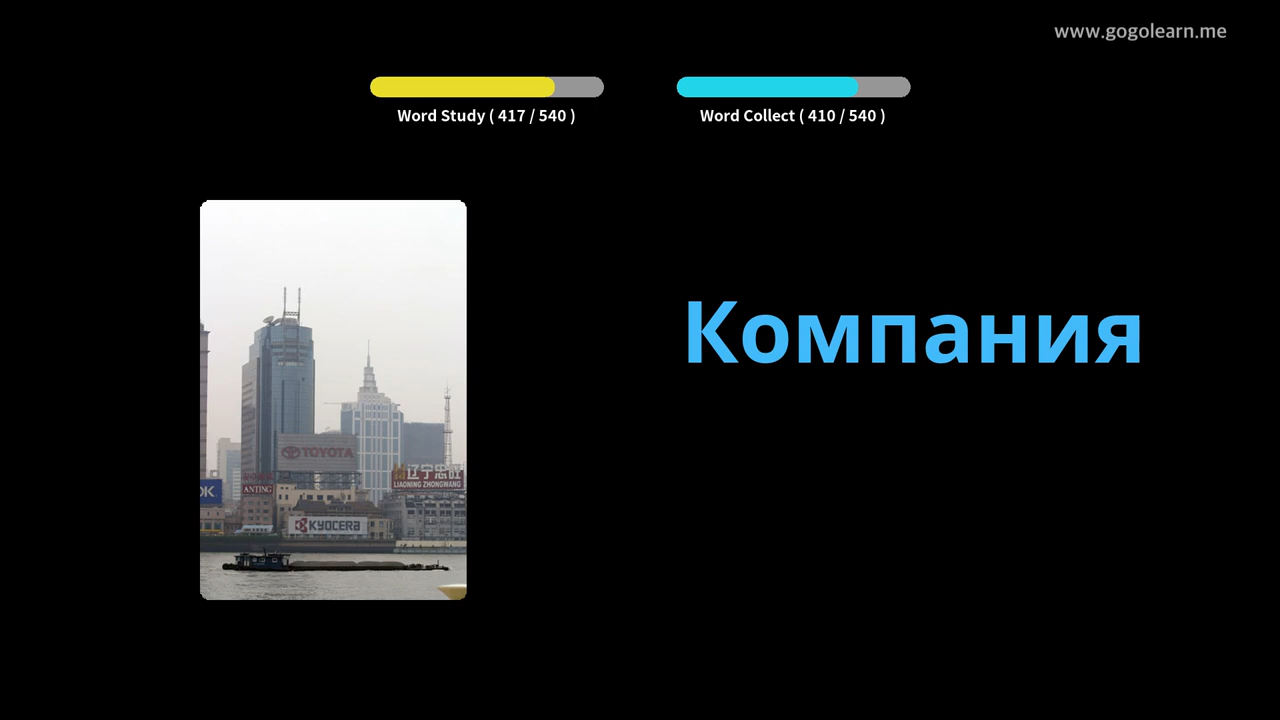 www.gogolearn.me
Word Study ( 417 / 540 )
Word Collect ( 410 / 540 )
Компания
TOYOTA
辽宁忠旺
LIAONING ZHONGWANG
OK
ANTING
KYOCERA